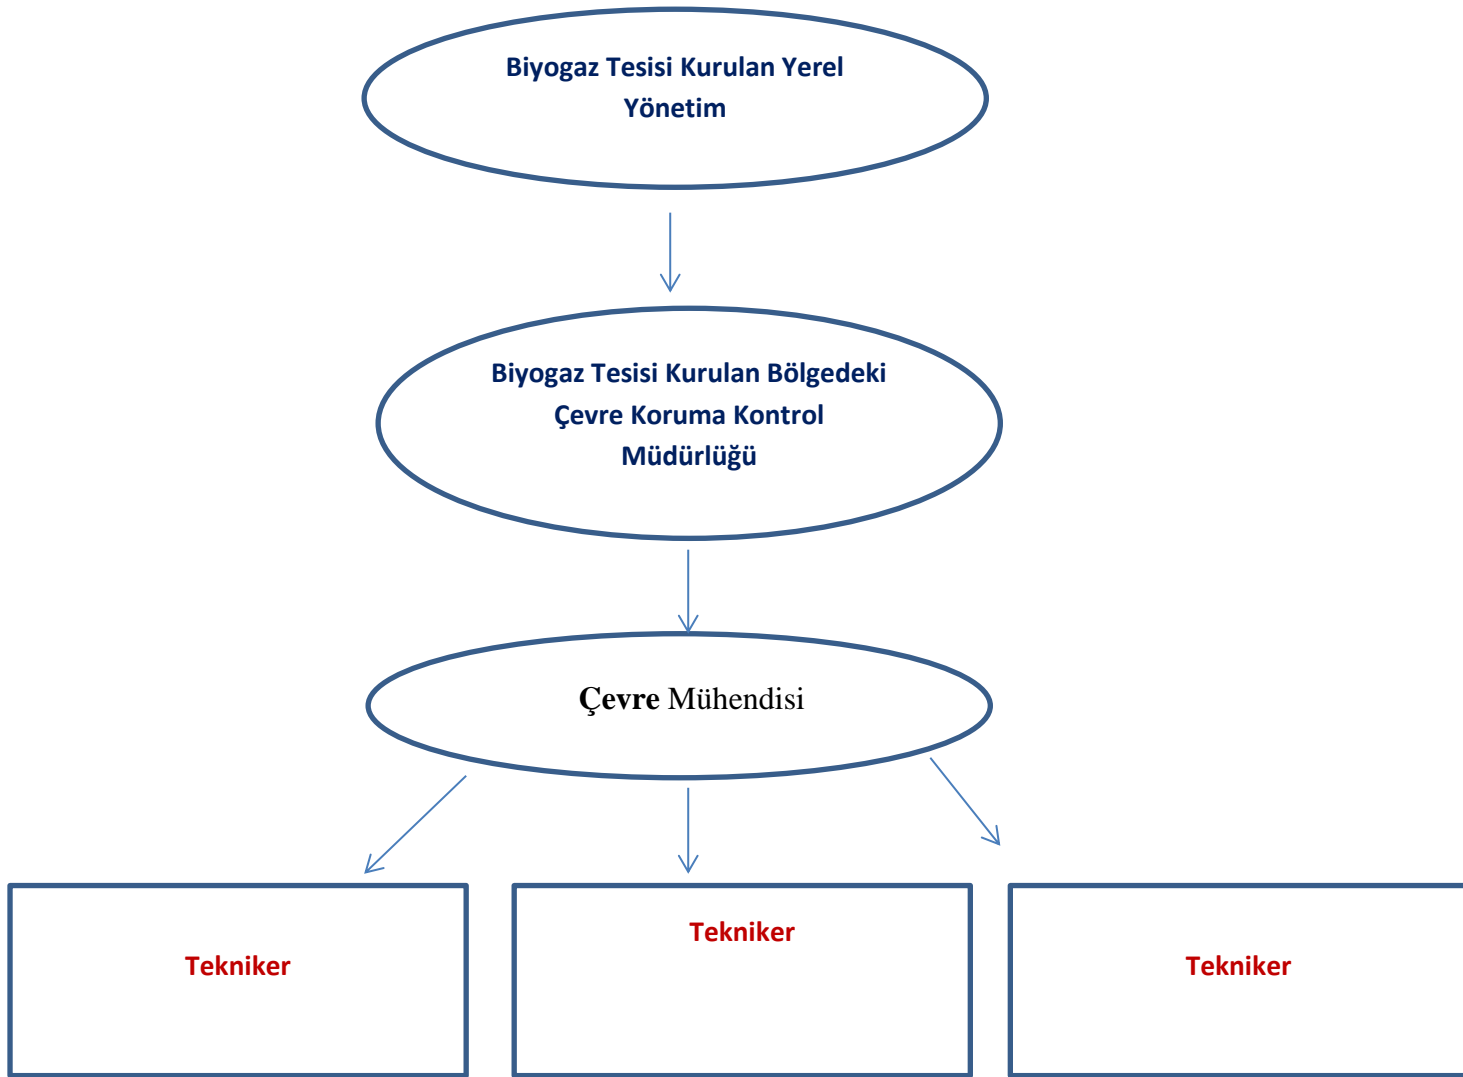 Biyogaz Tesisi Kurulan Yerel
Yönetim
Biyogaz Tesisi Kurulan Bölgedeki
Çevre Koruma Kontrol
Müdürlüğü
Çevre Mühendisi
Tekniker
Tekniker
Tekniker